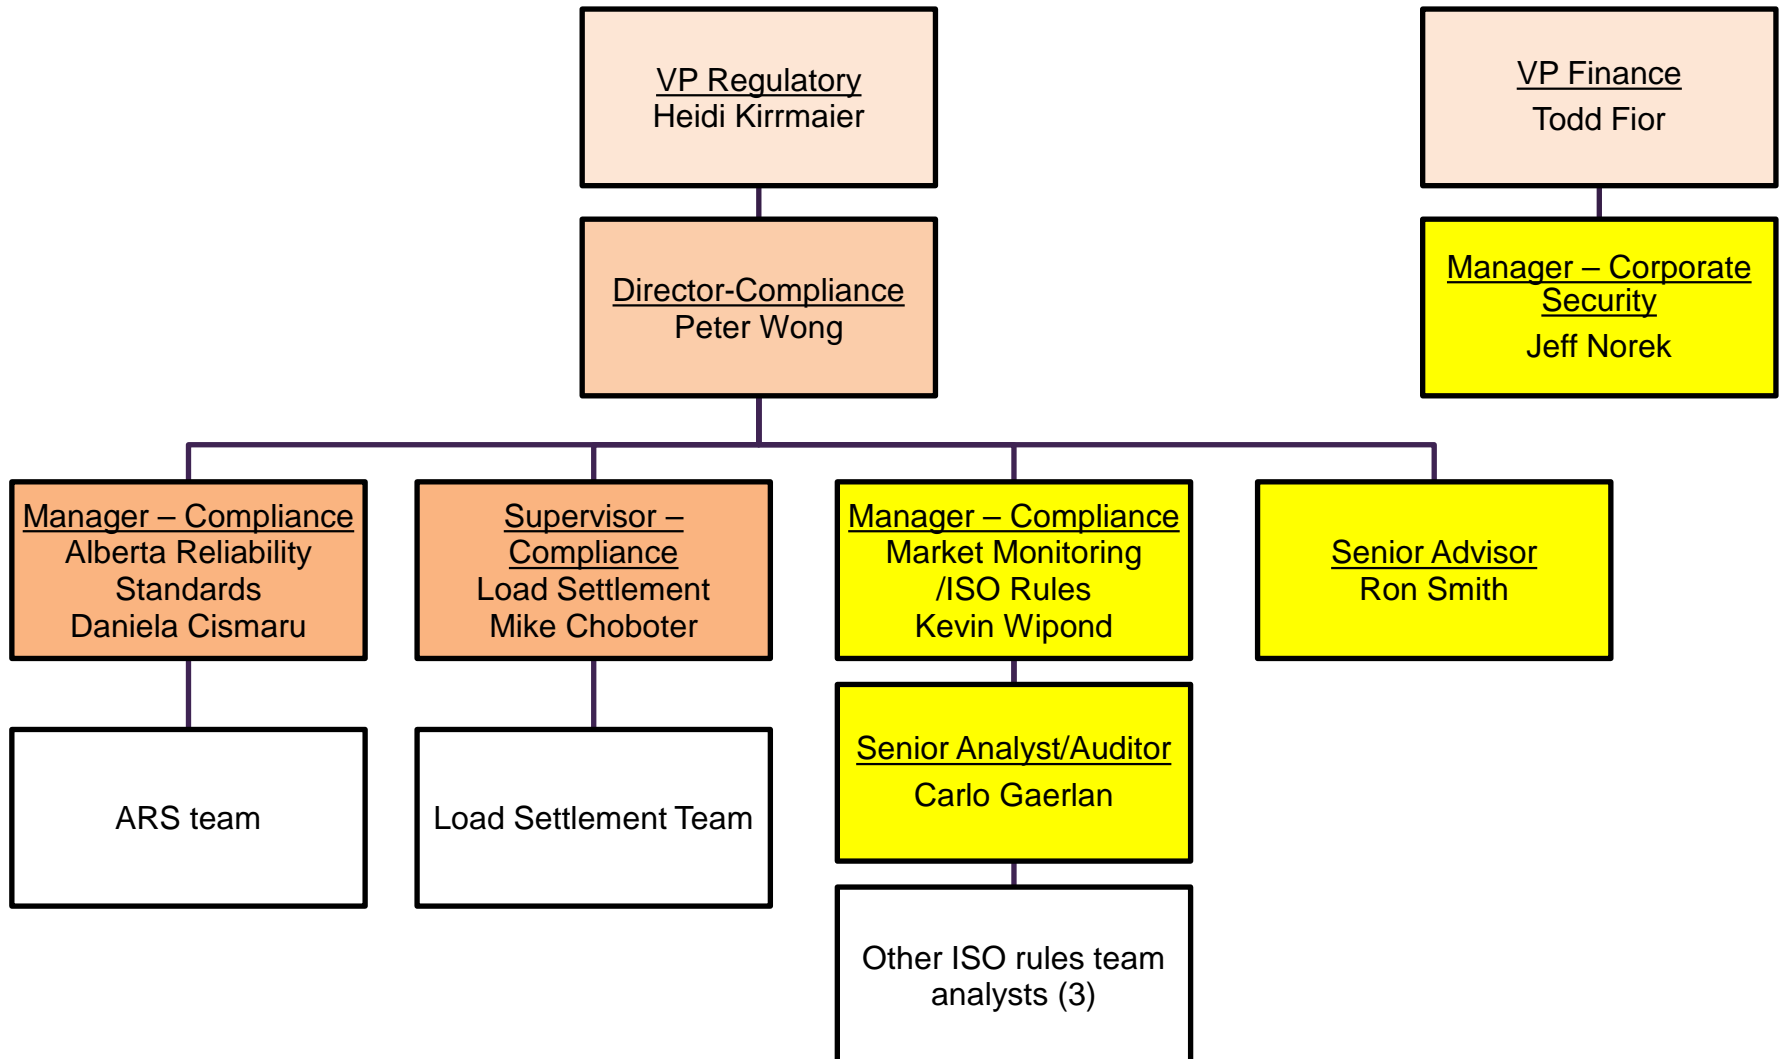 VP Regulatory
Heidi Kirrmaier
VP Finance
Todd Fior
Director-Compliance
Peter Wong
Manager – Corporate
Security
Jeff Norek
Manager – Compliance
Alberta Reliability
Standards
Daniela Cismaru
Supervisor –
Compliance
Load Settlement
Mike Choboter
Manager – Compliance
Market Monitoring
/ISO Rules
Kevin Wipond
Senior Advisor
Ron Smith
ARS team
Load Settlement Team
Senior Analyst/Auditor
Carlo Gaerlan
Other ISO rules team
analysts (3)